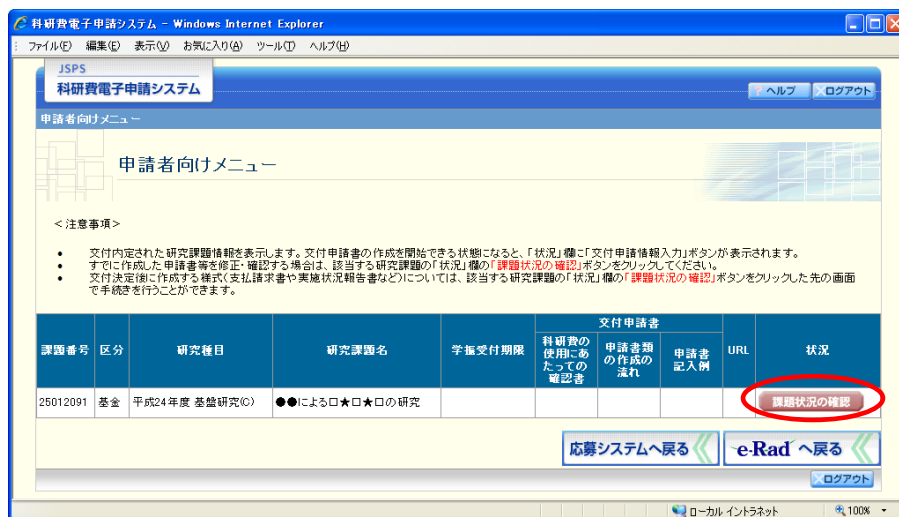 科研費電子申請システム - Windows Internet Explorer
ファイル(F) 編集(E) 表示(V) お気に入り(A) ツール(T) ヘルプ(H)
JSPS
科研費電子申請システム
? ヘルプ
×ログアウト
申請者向けメニュー
申請者向けメニュー
<注意事項>
• 交付内定された研究課題情報を表示します。交付申請書の作成を開始できる状態になると、「状況」欄に「交付申請情報入力」ボタンが表示されます。
• すでに作成した申請書等を修正・確認する場合は、該当する研究課題の「状況」欄の「課題状況の確認」ボタンをクリックしてください。
• 交付決定後に作成する様式(支払請求書や実施状況報告書など)については、該当する研究課題の「状況」欄の「課題状況の確認」ボタンをクリックした先の画面
で手続きを行うことができます。
課題番号 区分 研究種目 研究課題名 学振受付期限 交付申請書 URL 状況
科研費の使用にあたっての確認書 申請書類の作成の流れ 申請書記入例
25012091 基金 平成24年度 基盤研究(C) ●●による□★□★□の研究 課題状況の確認
応募システムへ戻る e-Rad へ戻る
×ログアウト
ローカル イントラネット 100%